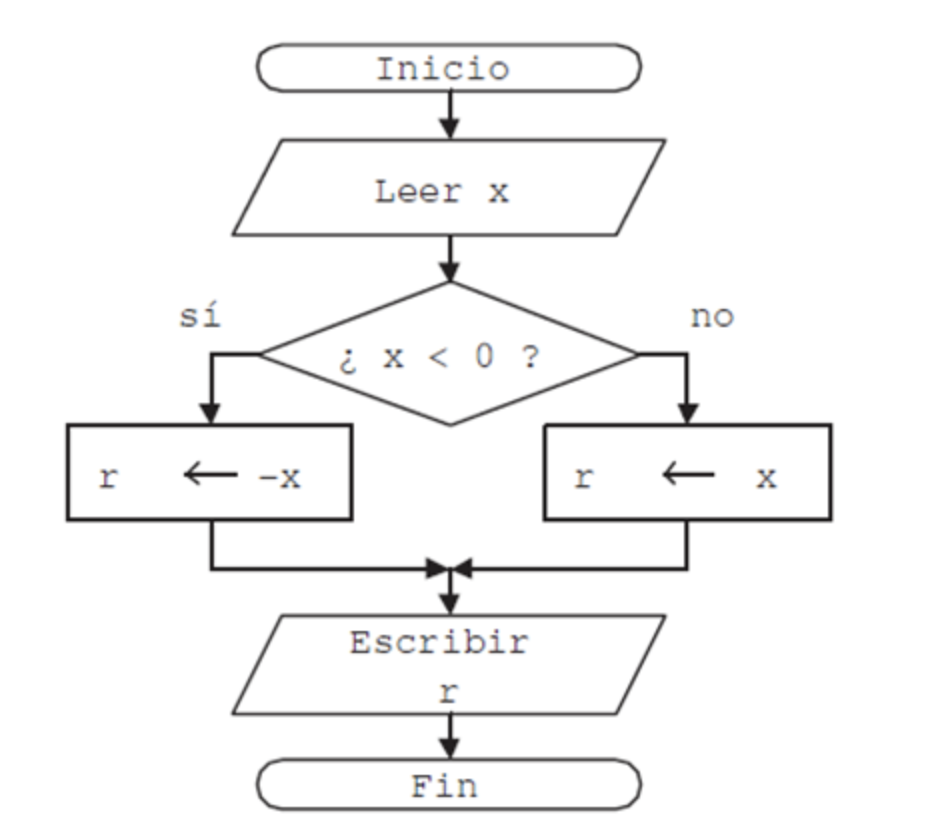 Inicio
Leer x
sí
no
¿ x < 0 ?
r ← -x
r ← x
Escribir
r
Fin